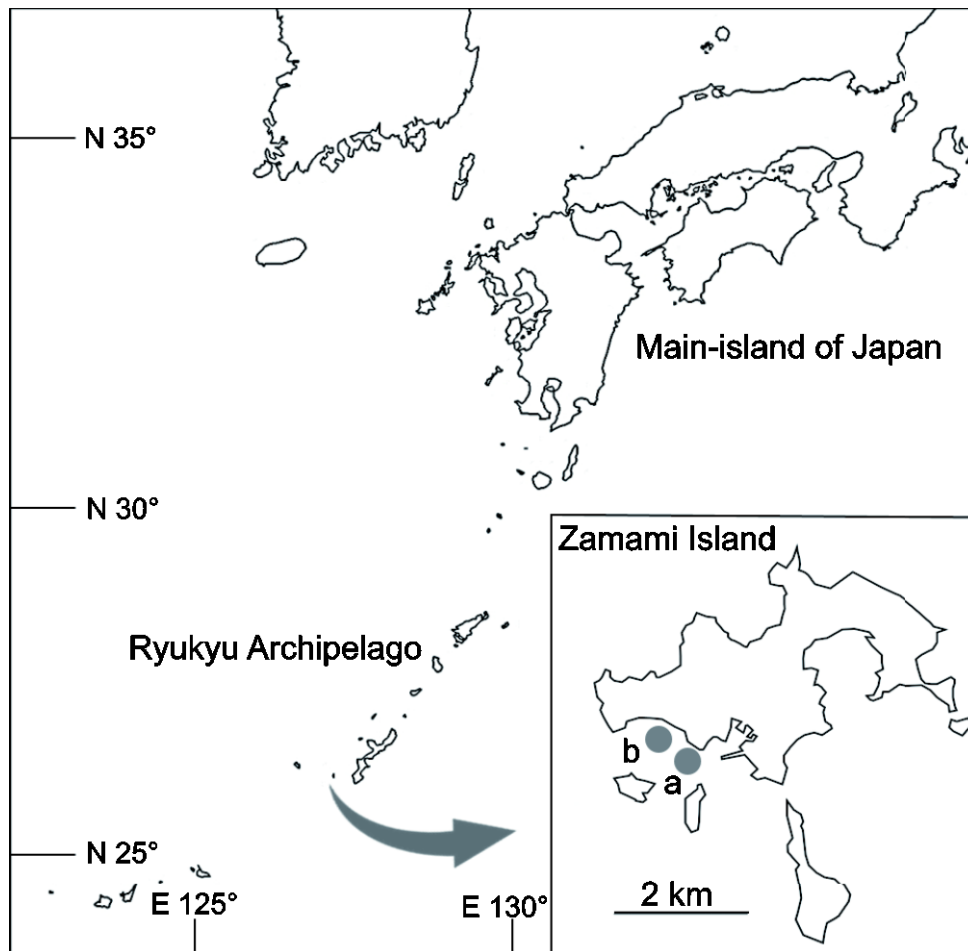 N 35°
Main-island of Japan
N 30°
Zamami Island
Ryukyu Archipelago
b
a
N 25°
E 125°
E 130°
2 km